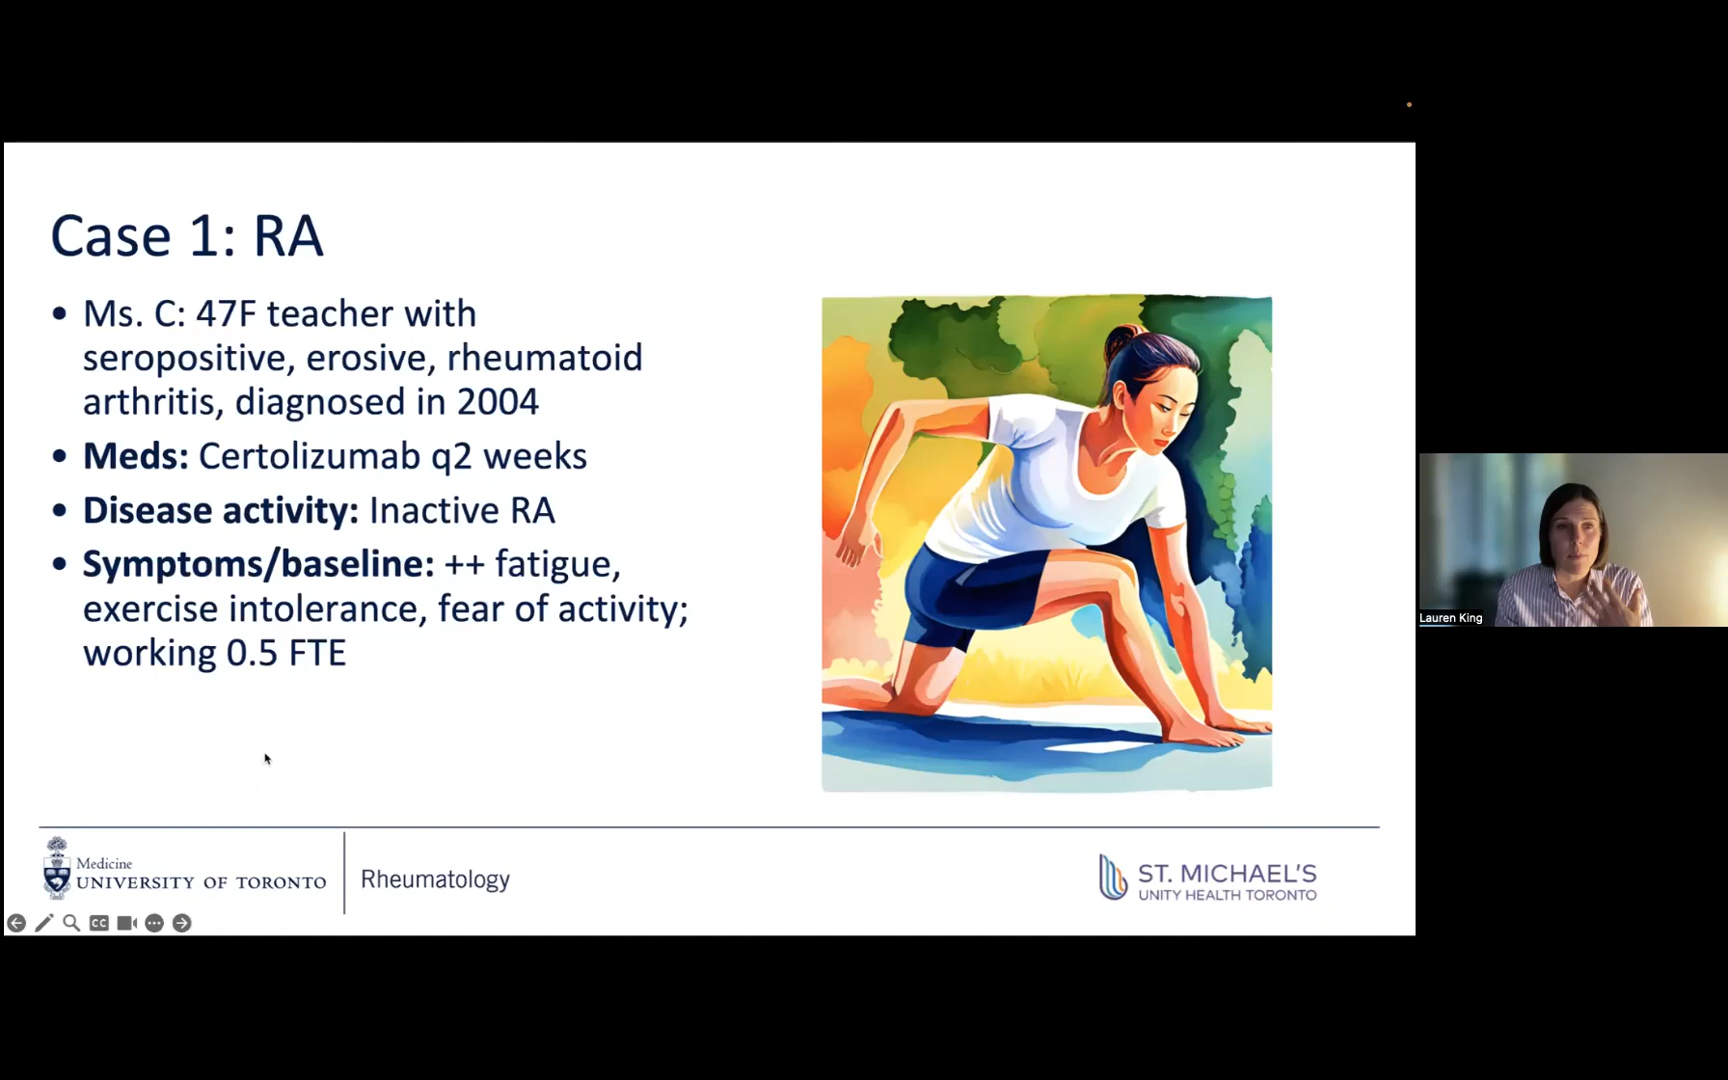 Case 1: RA
• Ms. C: 47F teacher with
seropositive, erosive, rheumatoid
arthritis, diagnosed in 2004
• Meds: Certolizumab q2 weeks
• Disease activity: Inactive RA
• Symptoms/baseline: ++ fatigue,
exercise intolerance, fear of activity;
working 0.5 FTE
Medicine
UNIVERSITY OF TORONTO
Rheumatology
ST. MICHAEL'S
UNITY HEALTH TORONTO
CC
Lauren King